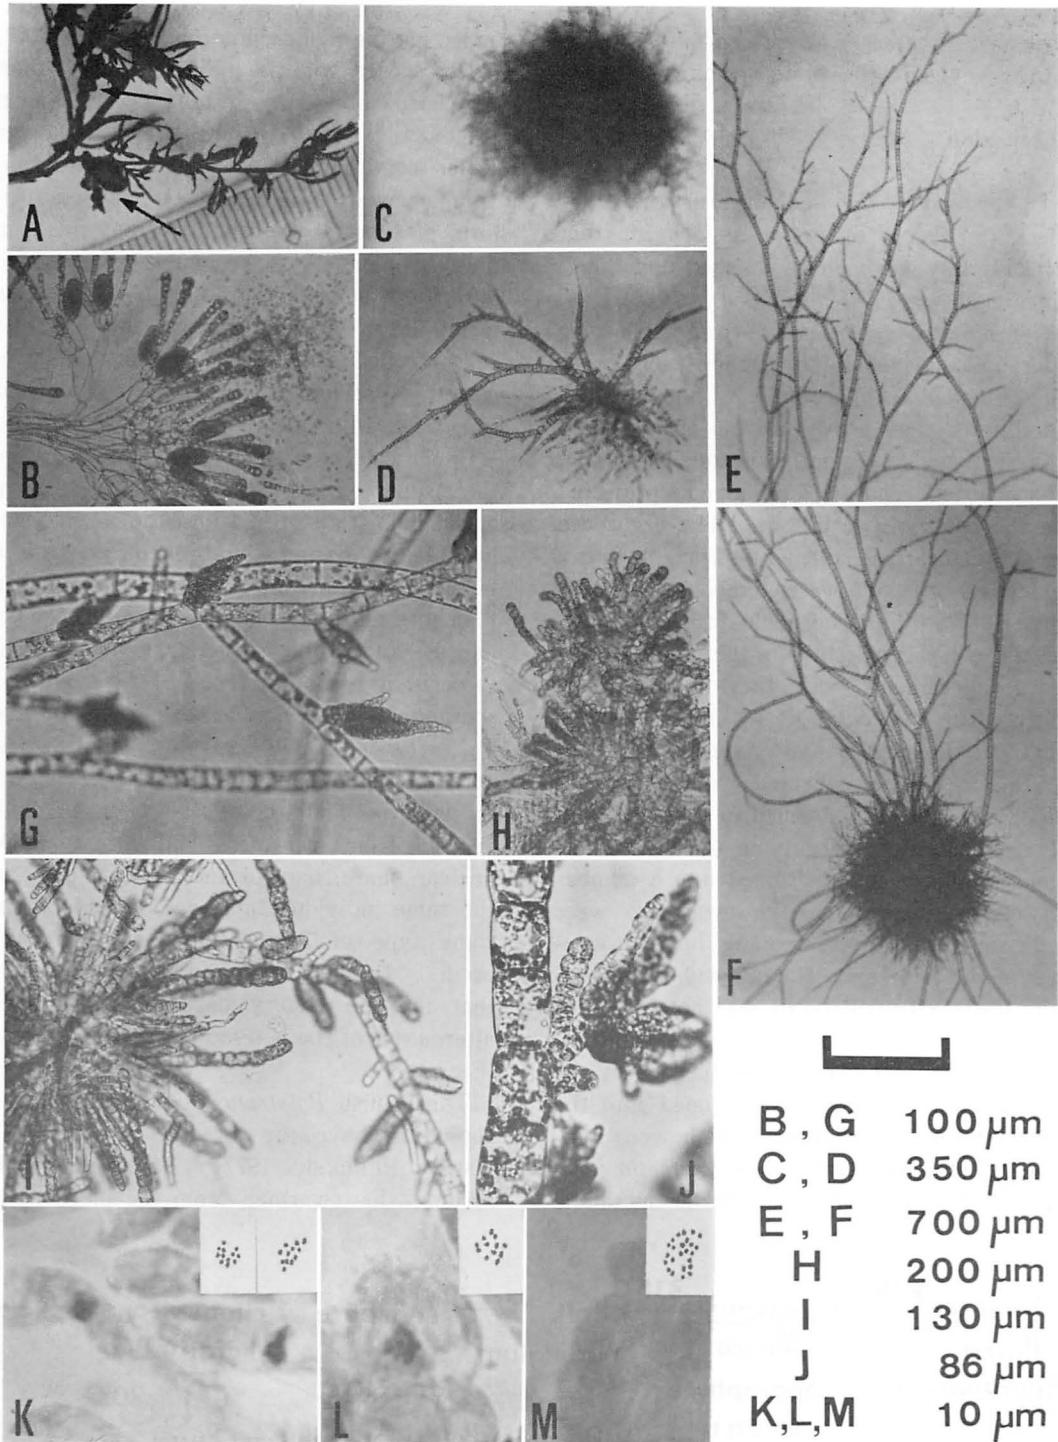 A
C
E
B
D
G
H
F
I
J
B , G 100 µm
C , D 350 µm
E , F 700 µm
H 200 µm
I 130 µm
J 86 µm
K,L,M 10 µm
K
L
M